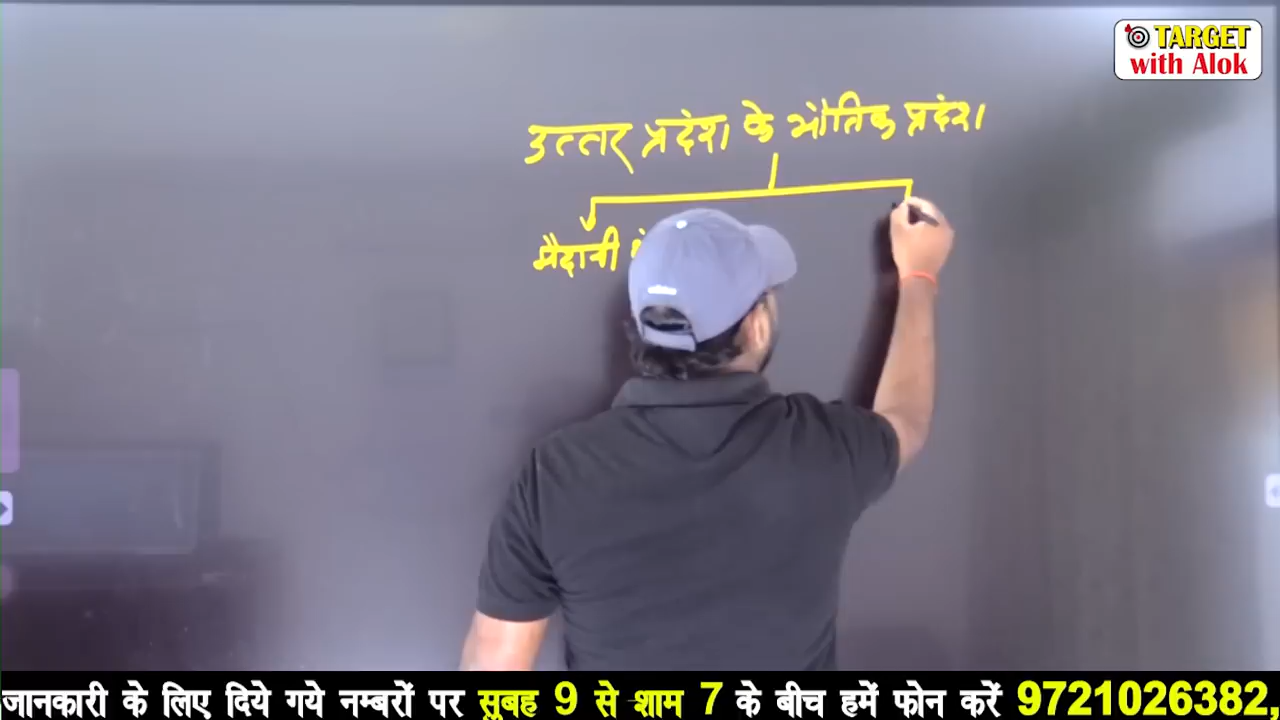 TARGET
with Alok
उत्तर प्रदेश के भौतिक प्रदेश
मैदानी
जानकारी के लिए दिये गये नम्बरों पर सुबह 9 से शाम 7 के बीच हमें फोन करें 9721026382,